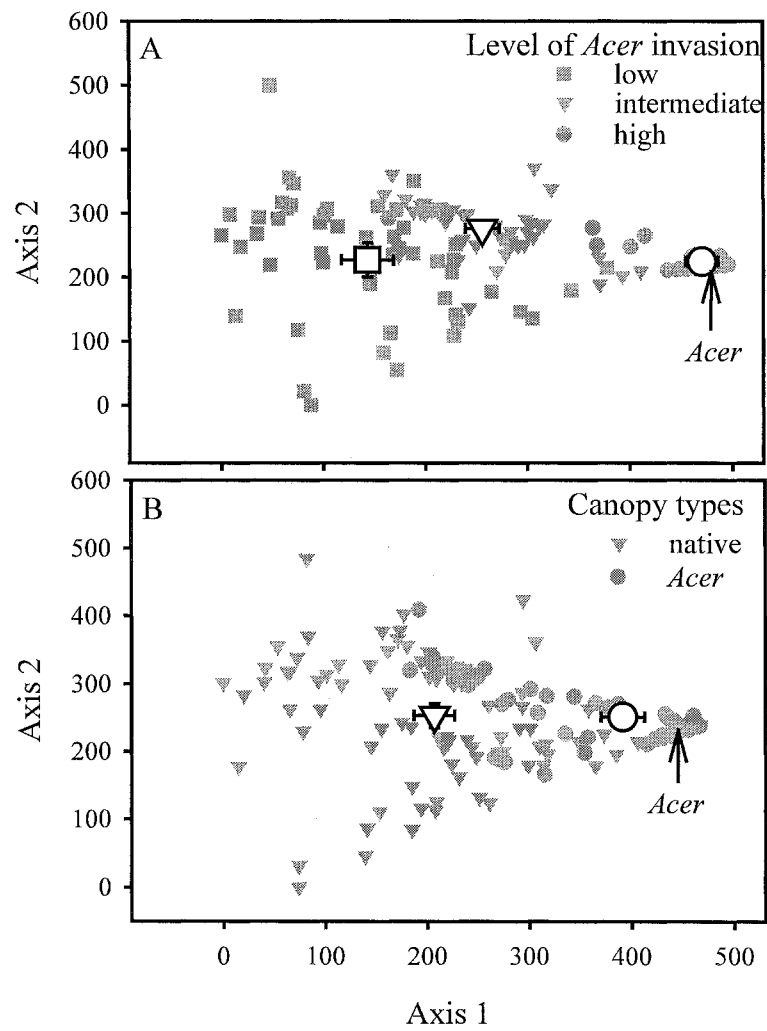 A
Level of Acer invasion
low
intermediate
high
600
500
400
300
200
100
0
Axis 2
Acer
B
Canopy types
native
Acer
600
500
400
300
200
100
0
Axis 2
Acer
0 100 200 300 400 500
Axis 1